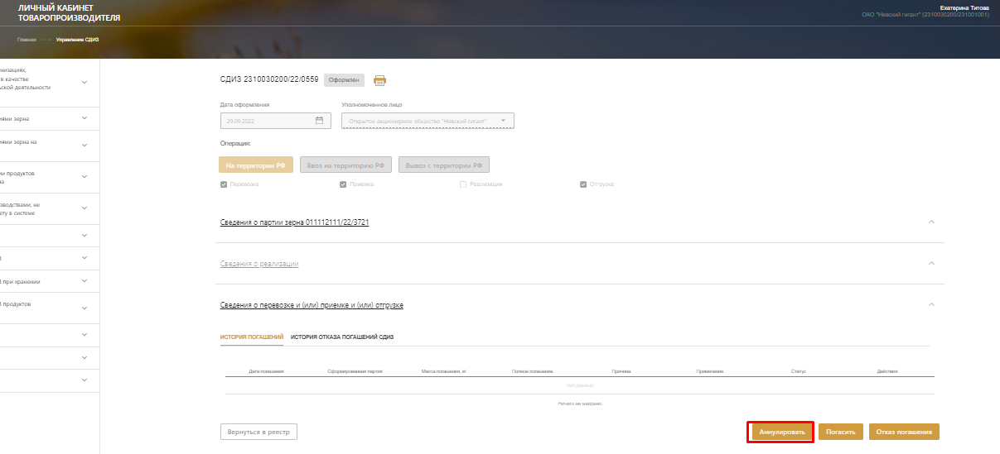 ЛИЧНЫЙ КАБИНЕТ
ТОВАРОПРОИЗВОДИТЕЛЯ
Екатерина Титова
ОАО "Невский гигант" (2310030200/231001001)
Главная
Управление СДИЗ
низациях,
в качестве
ьской деятельности
иями зерна
иями зерна на
ии продуктов
на
зводствами, не
ету в системе
З
З при хранении
З продуктов
СДИЗ 2310030200/22/0559
Оформлен
Дата оформления
Уполномоченное лицо
29.09.2022
Открытое акционерное общество "Невский гигант"
Операция:
На территории РФ
Ввоз на территорию РФ
Вывоз с территории РФ
Перевозка
Приемка
Реализация
Отгрузка
Сведения о партии зерна 011112111/22/3721
Сведения о реализации
Сведения о перевозке и (или) приемке и (или) отгрузке
ИСТОРИЯ ПОГАШЕНИЙ
ИСТОРИЯ ОТКАЗА ПОГАШЕНИЙ СДИЗ
Дата погашения
Сформированная партия
Масса погашения, кг
Полное погашение
Причина
Примечание
Статус
Действия
Нет данных
Ничего не найдено
Вернуться в реестр
Аннулировать
Погасить
Отказ погашения